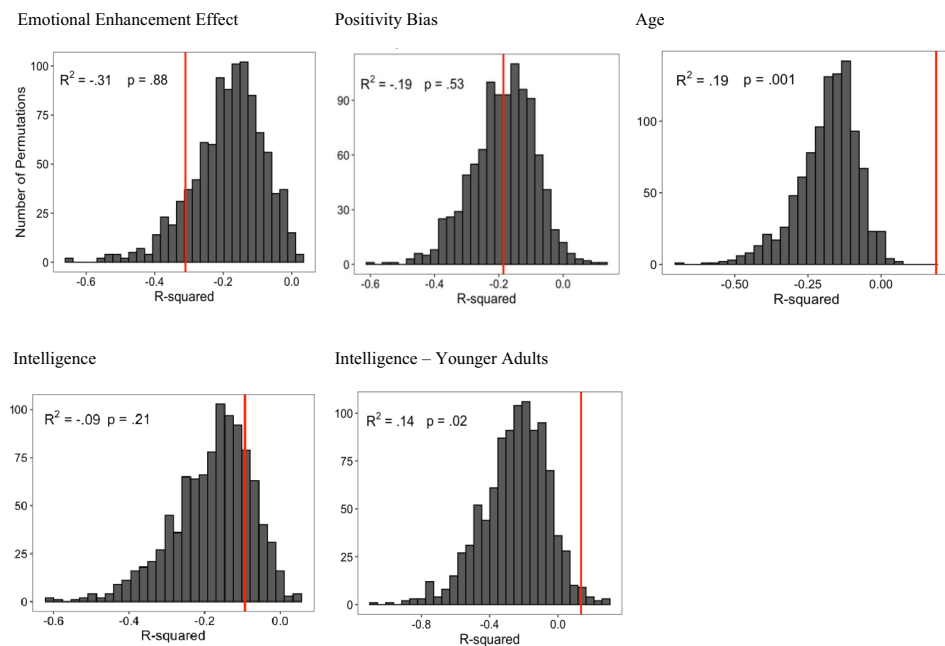 Emotional Enhancement Effect
Positivity Bias
Age
R² = -.31 p = .88
R² = -.19 p = .53
R² = .19 p = .001
Number of Permutations
100
75
50
25
0
-0.6 -0.4 -0.2 0.0
R-squared
90
60
30
0
-0.6 -0.4 -0.2 0.0
R-squared
100
50
0
-0.50 -0.25 0.00
R-squared
Intelligence
Intelligence – Younger Adults
R² = -.09 p = .21
R² = .14 p = .02
100
75
50
25
0
-0.6 -0.4 -0.2 0.0
R-squared
100
75
50
25
0
-0.8 -0.4 0.0
R-squared